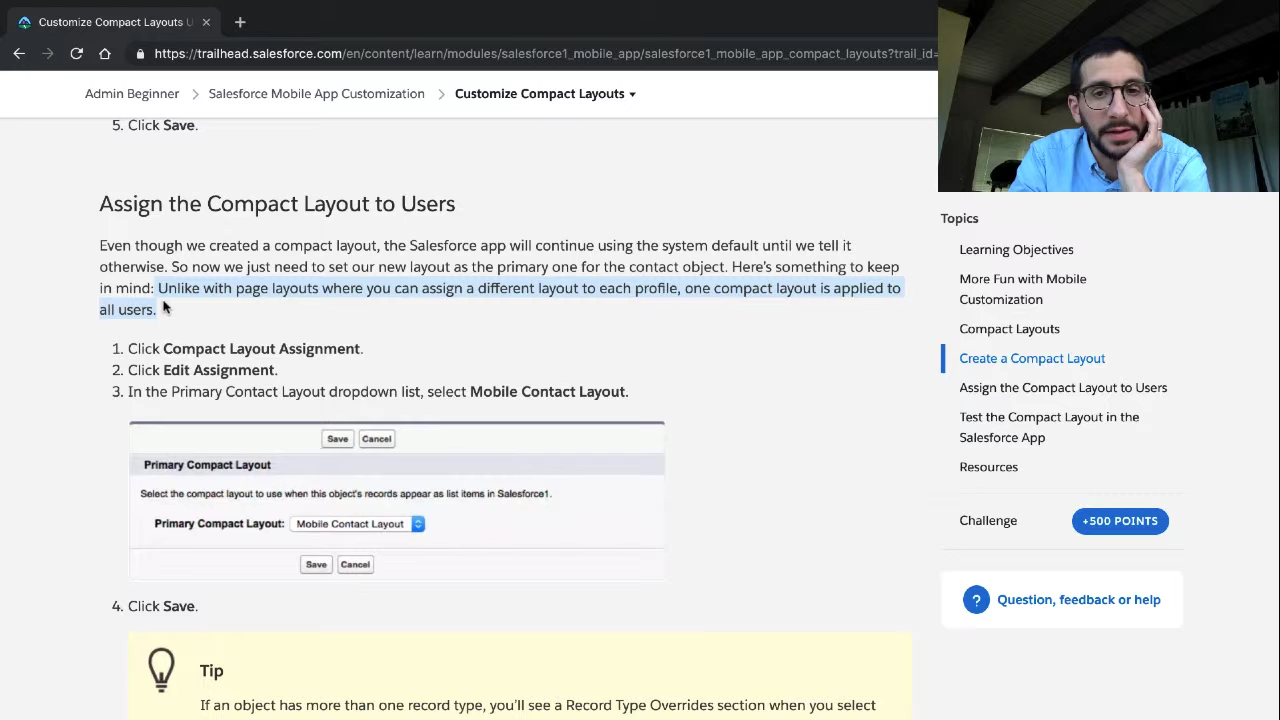 Customize Compact Layouts U
https://trailhead.salesforce.com/en/content/learn/modules/salesforce1_mobile_app/salesforce1_mobile_app_compact_layouts?trail_id=
Admin Beginner
Salesforce Mobile App Customization
Customize Compact Layouts
5. Click Save.
Assign the Compact Layout to Users
Even though we created a compact layout, the Salesforce app will continue using the system default until we tell it
otherwise. So now we just need to set our new layout as the primary one for the contact object. Here's something to keep
in mind: Unlike with page layouts where you can assign a different layout to each profile, one compact layout is applied to
all users.
1. Click Compact Layout Assignment.
2. Click Edit Assignment.
3. In the Primary Contact Layout dropdown list, select Mobile Contact Layout.
Save Cancel
Primary Compact Layout
Select the compact layout to use when this object's records appear as list items in Salesforce1.
Primary Compact Layout: Mobile Contact Layout
Save Cancel
4. Click Save.
Tip
If an object has more than one record type, you'll see a Record Type Overrides section when you select
Topics
Learning Objectives
More Fun with Mobile
Customization
Compact Layouts
Create a Compact Layout
Assign the Compact Layout to Users
Test the Compact Layout in the
Salesforce App
Resources
Challenge
+500 POINTS
? Question, feedback or help